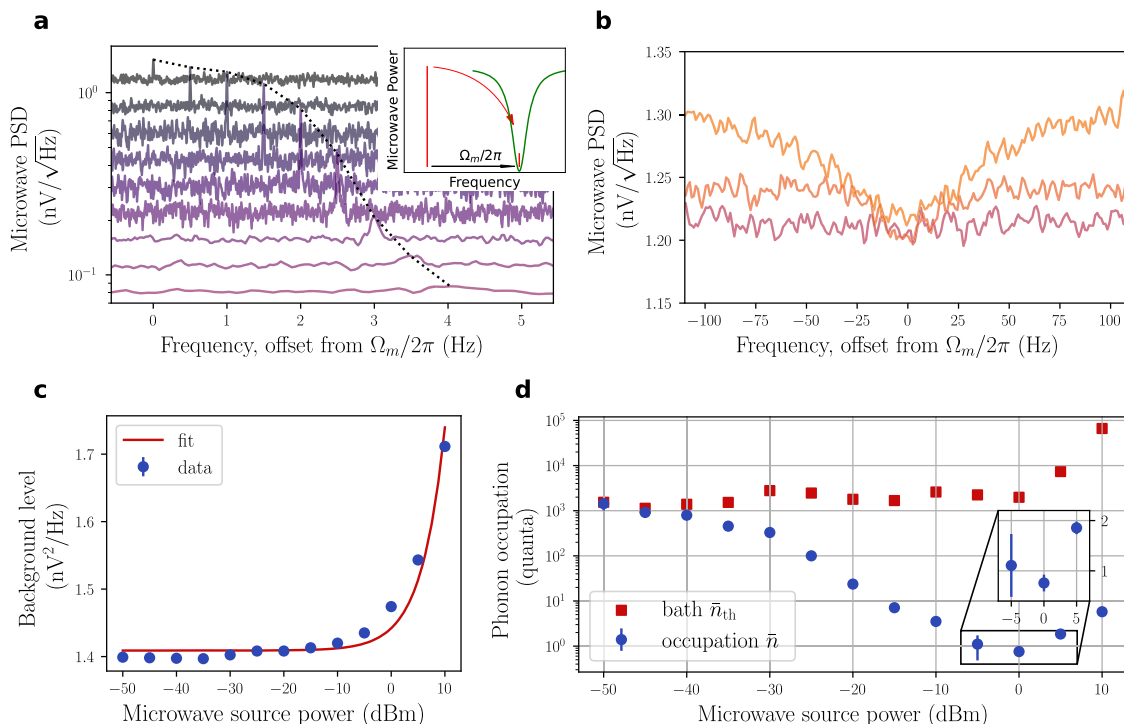 a
Microwave PSD
(nV/√Hz)
10⁰
10⁻¹
0 1 2 3 4 5
Frequency, offset from Ωₘ/2π (Hz)
Microwave Power
Ωₘ/2π
Frequency
b
Microwave PSD
(nV/√Hz)
1.35
1.30
1.25
1.20
1.15
−100 −75 −50 −25 0 25 50 75 100
Frequency, offset from Ωₘ/2π (Hz)
c
Background level
(nV²/Hz)
1.7
1.6
1.5
1.4
fit
data
−50 −40 −30 −20 −10 0 10
Microwave source power (dBm)
d
Phonon occupation
(quanta)
10⁵
10⁴
10³
10²
10¹
10⁰
bath n̄ₜₕ
occupation n̄
2
1
−5 0 5
−50 −40 −30 −20 −10 0 10
Microwave source power (dBm)